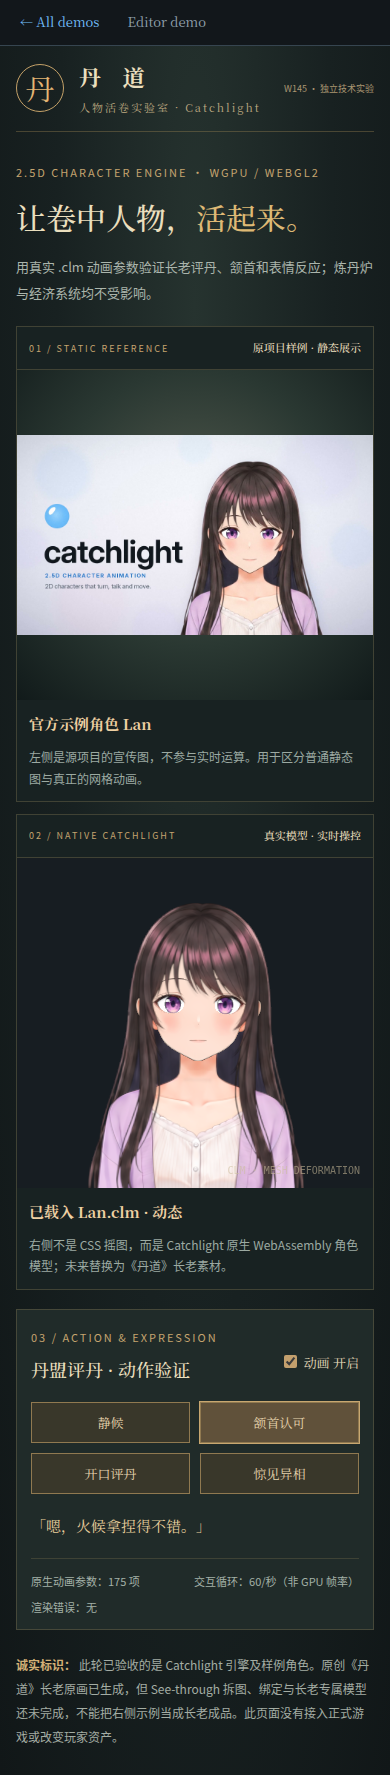 ← All demos Editor demo
丹
丹 道
人物活卷实验室 · Catchlight
W145 · 独立技术实验
2.5D CHARACTER ENGINE · WGPU / WEBGL2
让卷中人物，活起来。
用真实 .clm 动画参数验证长老评丹、颔首和表情反应；炼丹炉
与经济系统均不受影响。
01 / STATIC REFERENCE 原项目样例 · 静态展示
catchlight
2.5D CHARACTER ANIMATION
2D characters that turn, talk and move.
官方示例角色 Lan
左侧是源项目的宣传图，不参与实时运算。用于区分普通静态
图与真正的网格动画。
02 / NATIVE CATCHLIGHT 真实模型 · 实时操控
DEFORMATION
已载入 Lan.clm · 动态
右侧不是 CSS 摇图，而是 Catchlight 原生 WebAssembly 角色
模型；未来替换为《丹道》长老素材。
03 / ACTION & EXPRESSION
丹盟评丹 · 动作验证
动画 开启
静候 颔首认可
开口评丹 惊见异相
「嗯，火候拿捏得不错。」
原生动画参数：175 项 交互循环：60/秒（非 GPU 帧率）
渲染错误：无
诚实标识： 此轮已验收的是 Catchlight 引擎及样例角色。原创《丹
道》长老原画已生成，但 See-through 拆图、绑定与长老专属模型
还未完成，不能把右侧示例当成长老成品。此页面没有接入正式游
戏或改变玩家资产。